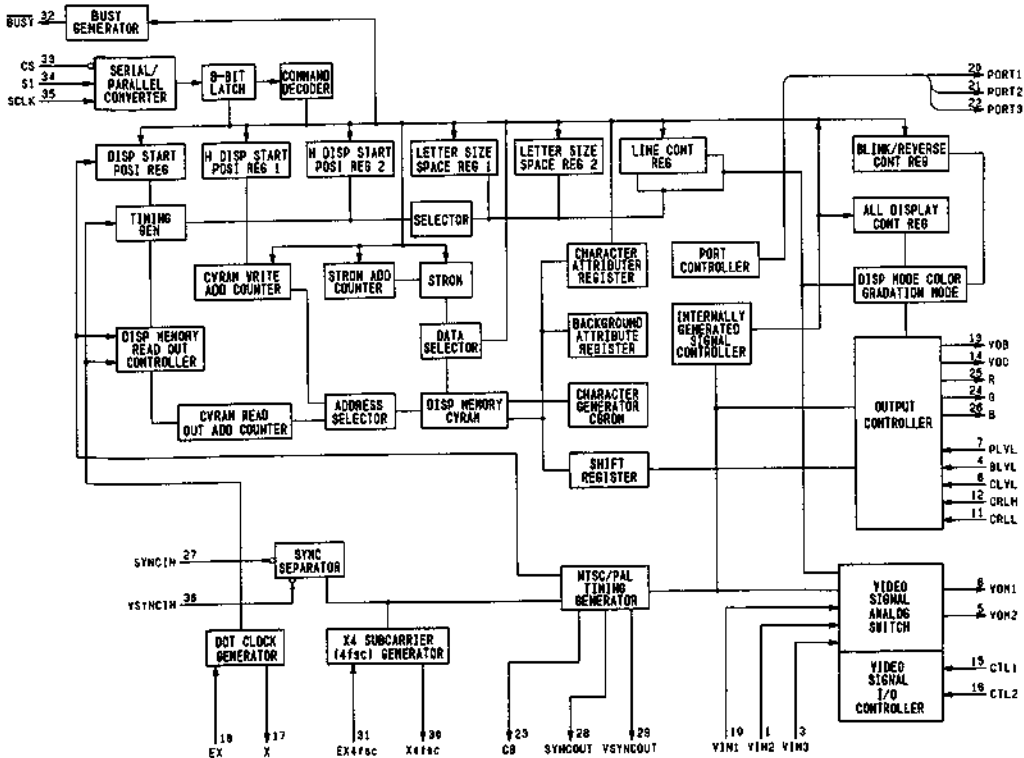 BUSY 32
BUSY
GENERATOR
CS 33
SI 34
SCLK 35
SERIAL/
PARALLEL
CONVERTER
8-BIT
LATCH
COMMAND
DECODER
20 PORT1
21 PORT2
22 PORT3
DISP START
POSI REG
H DISP START
POSI REG 1
H DISP START
POSI REG 2
LETTER SIZE
SPACE REG 1
LETTER SIZE
SPACE REG 2
LINE CONT
REG
BLINK/REVERSE
CONT REG
TIMING
GEN
SELECTOR
ALL DISPLAY
CONT REG
CVRAM WRITE
ADD COUNTER
STROM ADD
COUNTER
STROM
CHARACTER
ATTRIBUTER
REGISTER
PORT
CONTROLLER
DISP MODE COLOR
GRADATION MODE
DISP MEMORY
READ OUT
CONTROLLER
DATA
SELECTOR
BACKGROUND
ATTRIBUTE
REGISTER
INTERNALLY
GENERATED
SIGNAL
CONTROLLER
OUTPUT
CONTROLLER
13 VOB
14 VOC
25 R
24 G
26 B
7 PLVL
4 BLVL
6 CLVL
12 CRLH
11 CRLL
CVRAM READ
OUT ADD COUNTER
ADDRESS
SELECTOR
DISP MEMORY
CVRAM
CHARACTER
GENERATOR
CGROM
SHIFT
REGISTER
SYNCIN 27
VSYNCIN 36
SYNC
SEPARATOR
NTSC/PAL
TIMING
GENERATOR
VIDEO
SIGNAL
ANALOG
SWITCH
VOM1
5 VOM2
DOT CLOCK
GENERATOR
X4 SUBCARRIER
(4fsc) GENERATOR
VIDEO
SIGNAL
I/O
CONTROLLER
15 CTL1
16 CTL2
EX 18
X 17
EX4fsc 31
X4fsc 30
CB 23
SYNCOUT 28
VSYNCOUT 29
VIN1 10
VIN2 1
VIN3 3